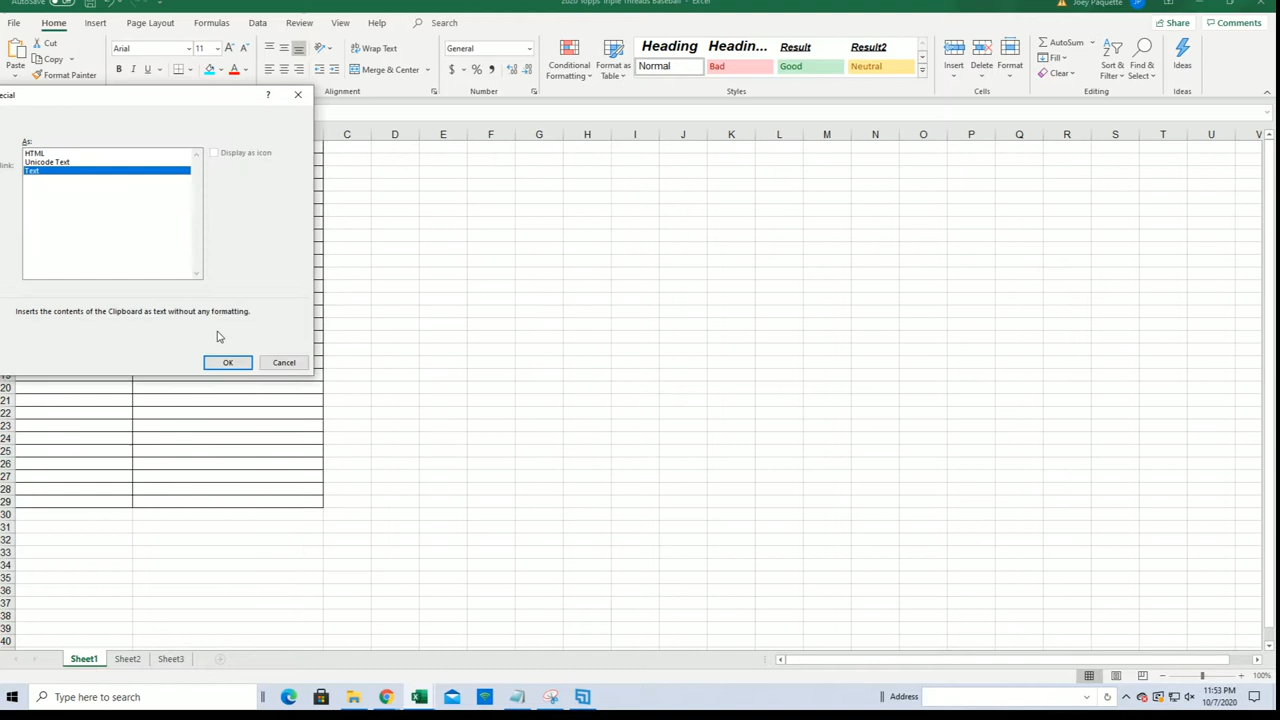 AutoSave
2020 Topps Triple Threads Baseball - Excel
Joey Paquette
JP
File Home Insert Page Layout Formulas Data Review View Help Search
Share Comments
Paste
Cut
Copy
Format Painter
Arial 11
B I U
Wrap Text
Merge & Center
Alignment
General
$ % ,
Number
Conditional Formatting
Format as Table
Heading Headin... Result Result2
Normal Bad Good Neutral
Styles
Insert Delete Format
Cells
AutoSum
Fill
Clear
Sort & Filter
Find & Select
Editing
Ideas
Ideas
ecial ?
As:
link:
HTML
Unicode Text
Text
Display as icon
Inserts the contents of the Clipboard as text without any formatting.
OK Cancel
C D E F G H I J K L M N O P Q R S T U V
19
20
21
22
23
24
25
26
27
28
29
30
31
32
33
34
35
36
37
38
39
40
Sheet1 Sheet2 Sheet3
100%
Type here to search
Address
11:53 PM
10/7/2020